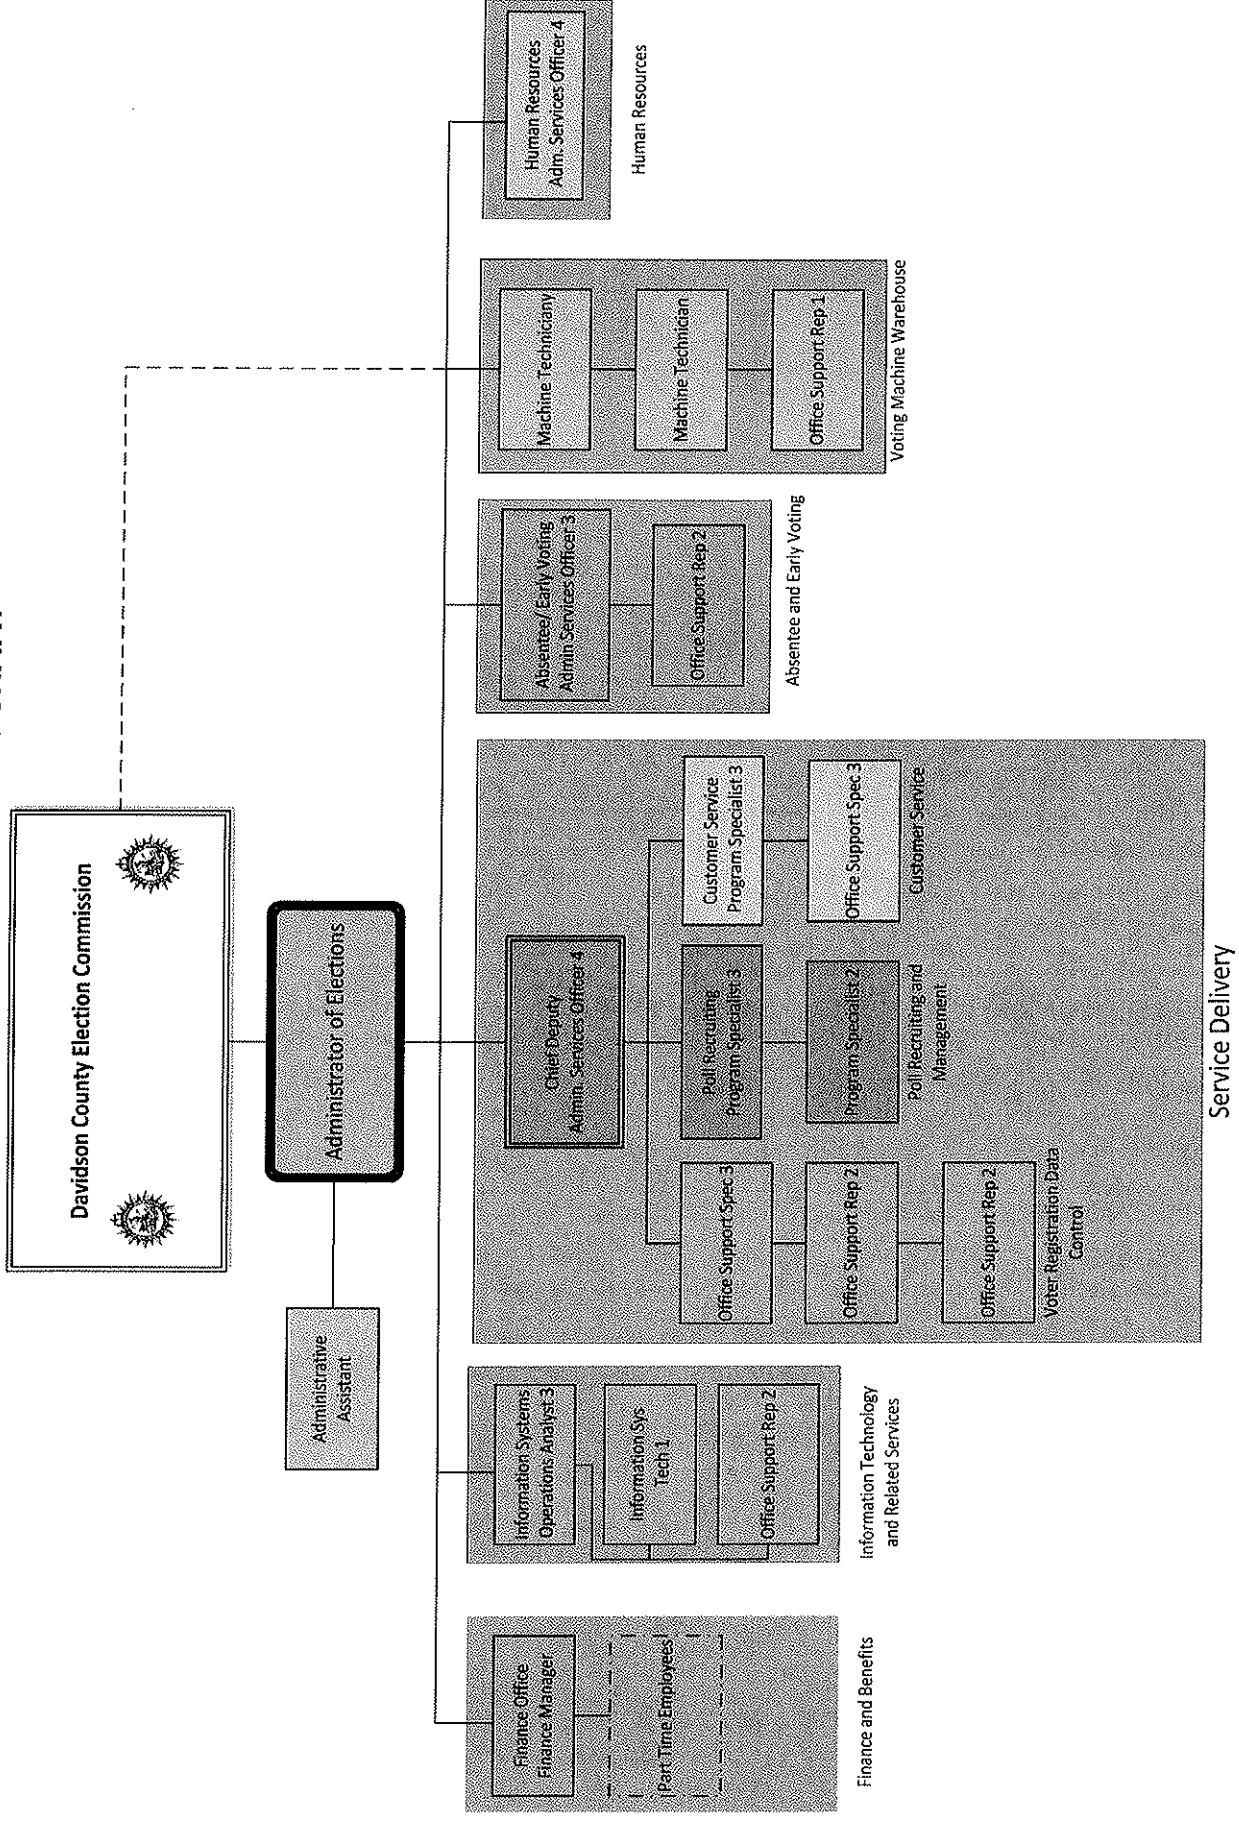 Davidson County Election Commission
Administrative
Assistant
Administrator of Elections
Finance Office
Finance Manager
Part Time Employees
Finance and Benefits
Information Systems
Operations Analyst 3
Information Sys
Tech 1
Office Support Rep 2
Information Technology
and Related Services
Chief Deputy
Admin. Services Officer 4
Office Support Spec 3
Office Support Rep 2
Office Support Rep 2
Voter Registration Data
Control
Poll Recruiting
Program Specialist 3
Program Specialist 2
Poll Recruiting and
Management
Customer Service
Program Specialist 3
Office Support Spec 3
Customer Service
Service Delivery
Absentee/ Early Voting
Admin Services Officer 3
Office Support Rep 2
Absentee and Early Voting
Machine Techniciany
Machine Technician
Office Support Rep 1
Voting Machine Warehouse
Human Resources
Adm. Services Officer 4
Human Resources